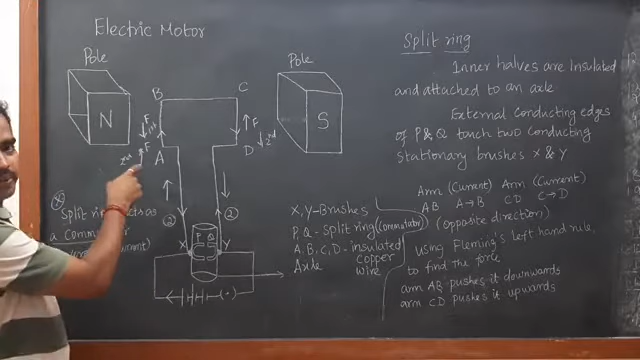 Electric Motor
Pole
Pole
N
S
B
C
A
D
F
1st
F
2nd
F
2nd
2
2
X
Y
P
Q
Split ring acts as
a commutator
X, Y - Brushes
P, Q - Split ring (commutator)
A, B, C, D - insulated
copper
wire
Axle
Split ring
Inner halves are Insulated
and attached to an axle
External conducting edges
of P & Q touch two conducting
Stationary brushes X & Y
Arm (Current) Arm (Current)
AB A→B CD C→D
(opposite direction)
Using Fleming's left hand rule,
to find the force
arm AB pushes it downwards
arm CD pushes it upwards